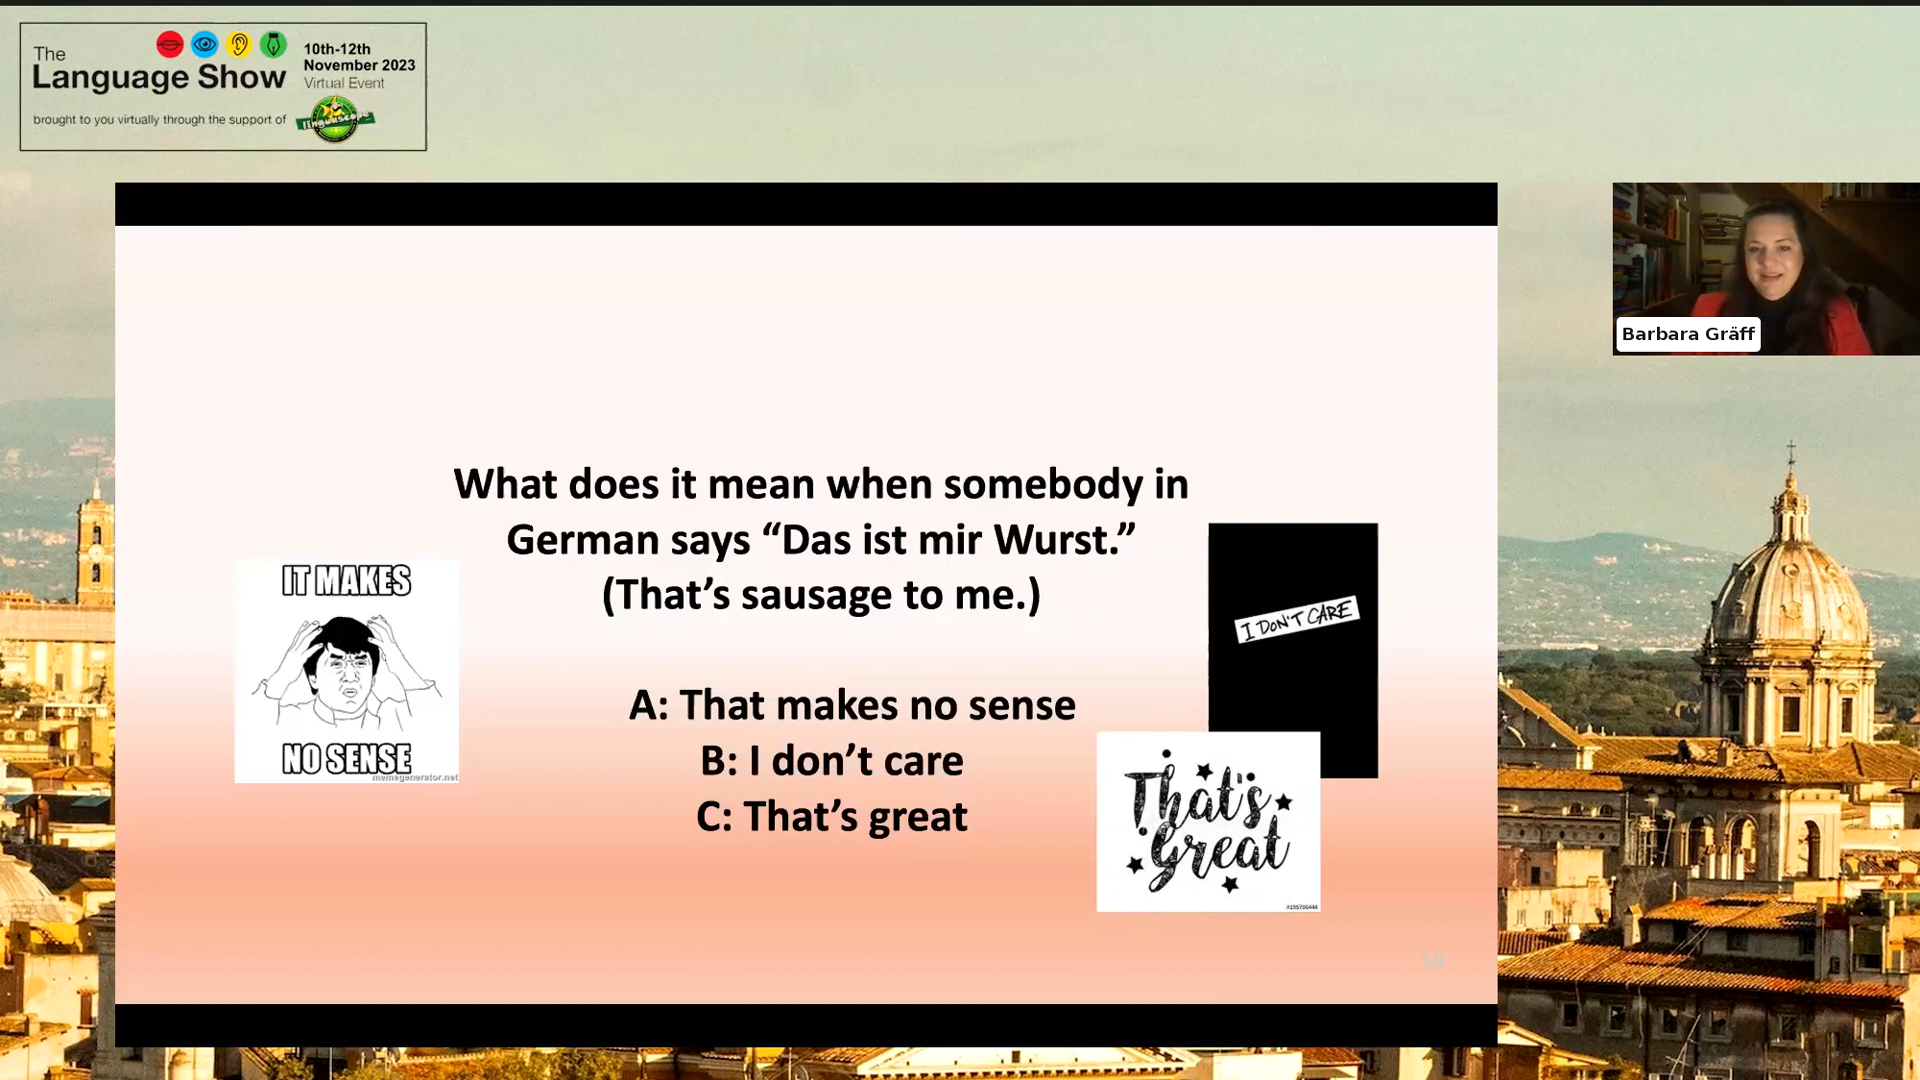 The
Language Show
10th-12th
November 2023
Virtual Event
brought to you virtually through the support of
linguascope
Barbara Gräff
What does it mean when somebody in
German says “Das ist mir Wurst.”
(That’s sausage to me.)
A: That makes no sense
B: I don’t care
C: That’s great
IT MAKES
NO SENSE
memegenerator.net
I DON'T CARE
That's
Great
53